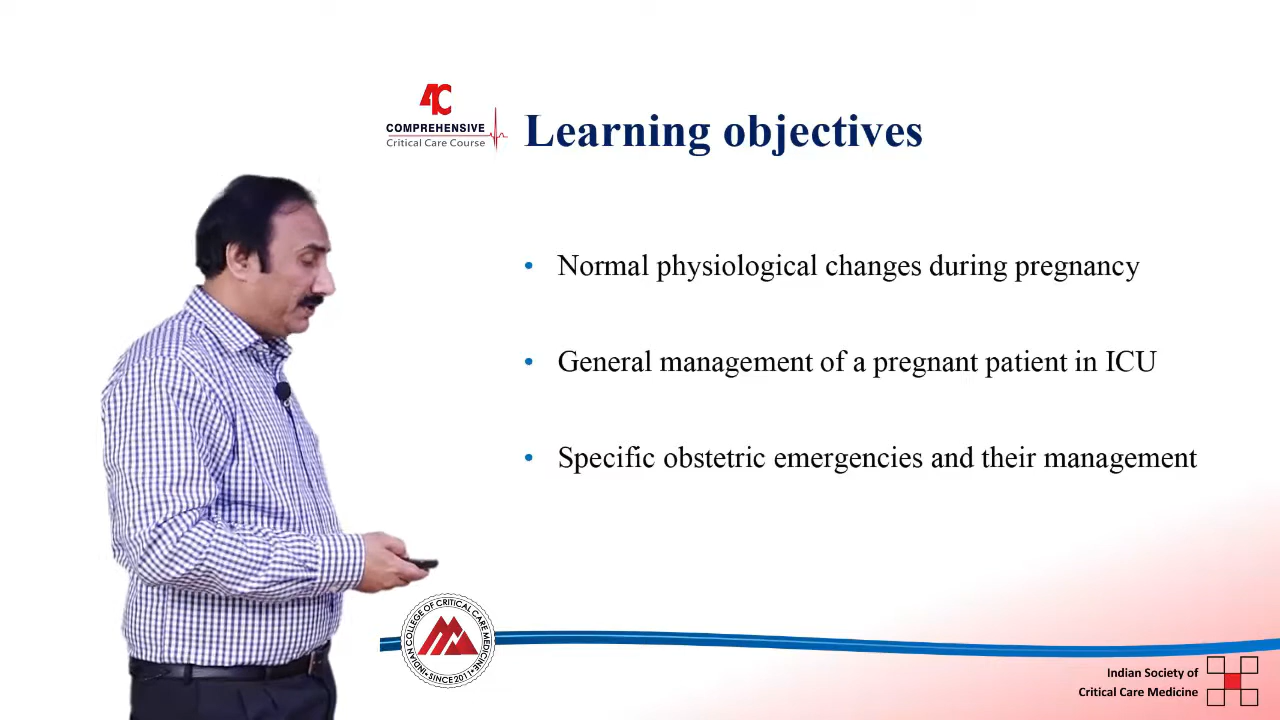 4C
COMPREHENSIVE
Critical Care Course
Learning objectives
• Normal physiological changes during pregnancy
• General management of a pregnant patient in ICU
• Specific obstetric emergencies and their management
INDIAN COLLEGE OF CRITICAL CARE MEDICINE
•SINCE 2011•
Indian Society of
Critical Care Medicine